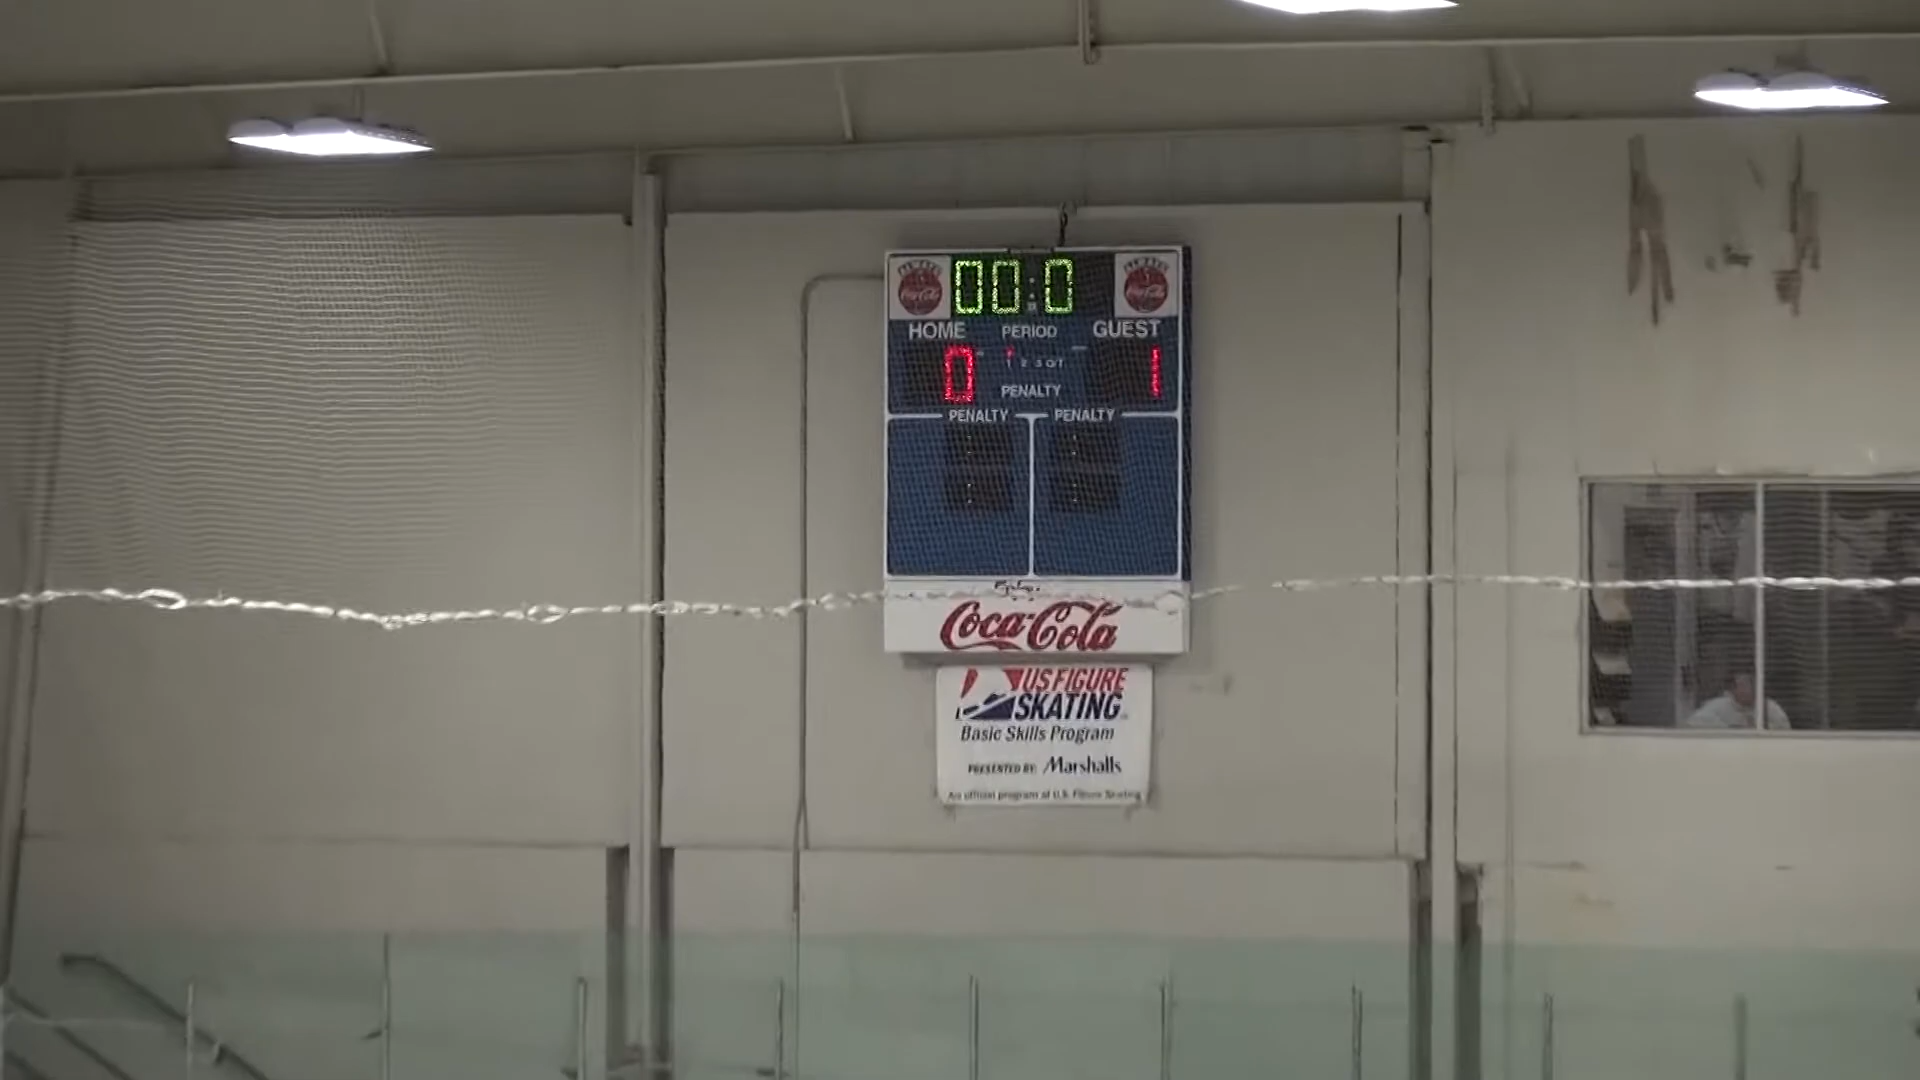 00:0
HOME PERIOD GUEST
0 1 2 3 O/T 1
PENALTY
PENALTY PENALTY
Enjoy
Coca-Cola
US FIGURE
SKATING
Basic Skills Program
PRESENTED BY: Marshalls
An official program of U.S. Figure Skating